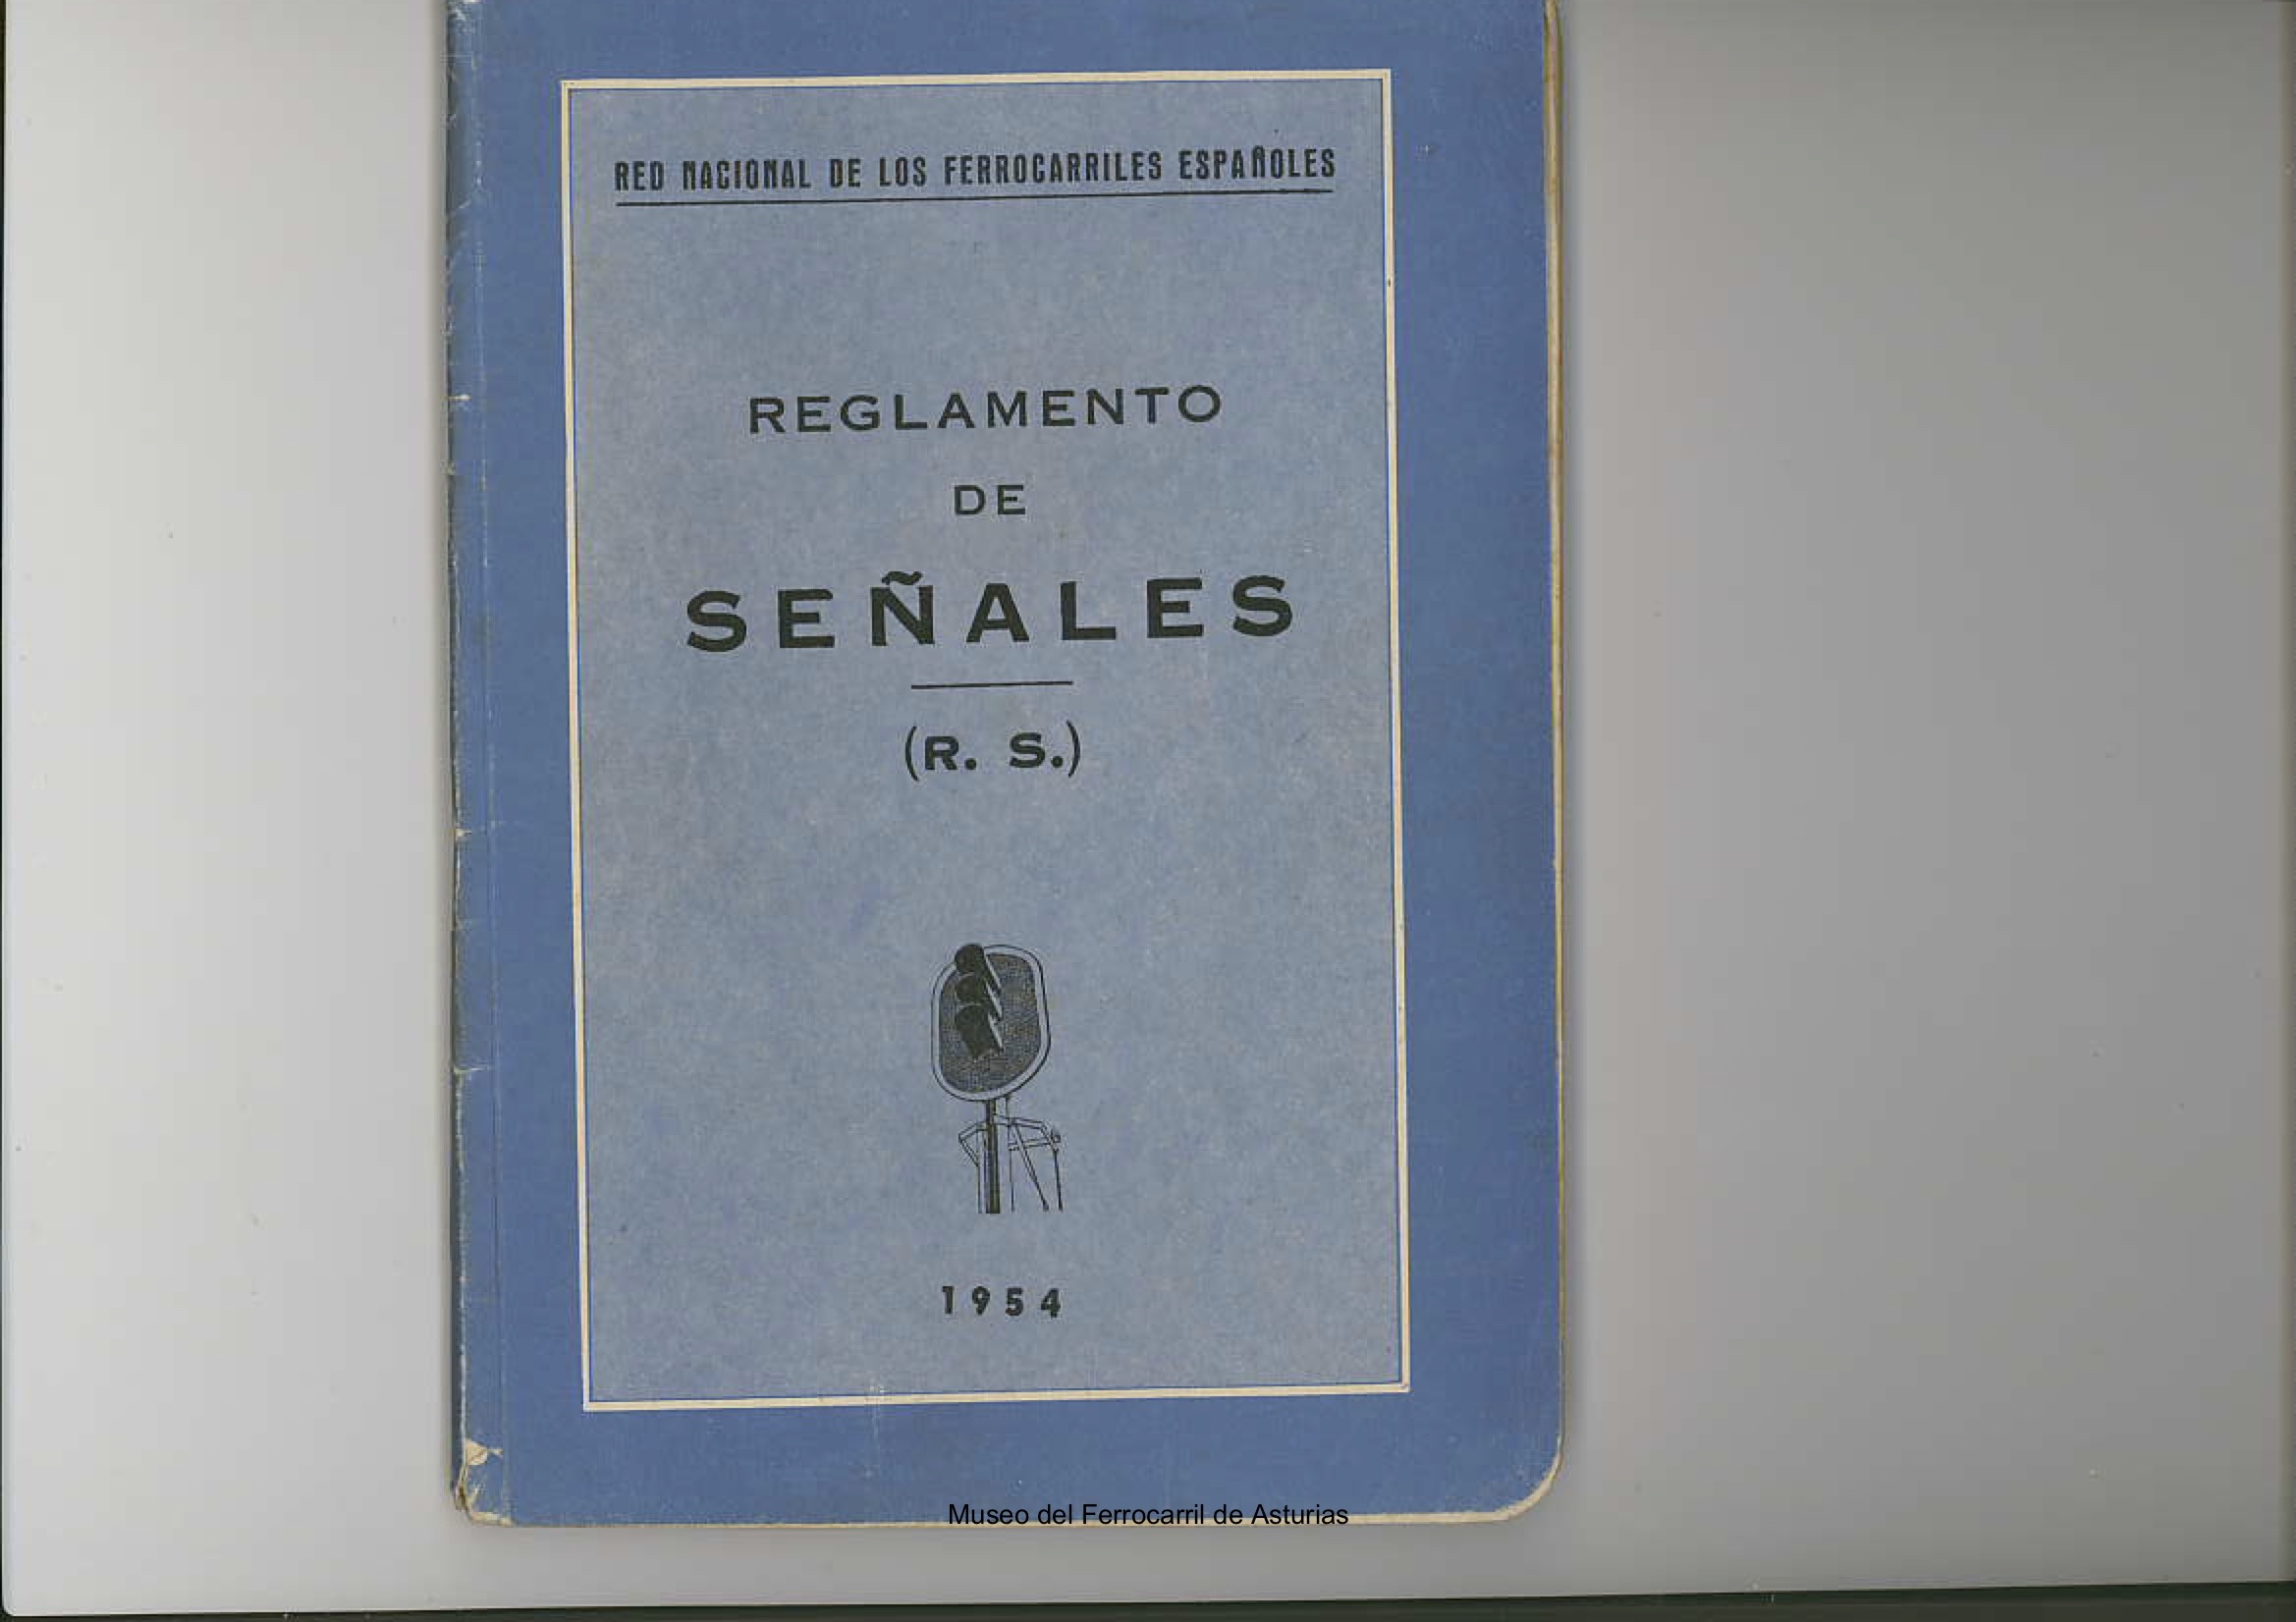 RED NACIONAL DE LOS FERROCARRILES ESPAÑOLES
REGLAMENTO
DE
SEÑALES
(R. S.)
1954
Museo del Ferrocarril de Asturias